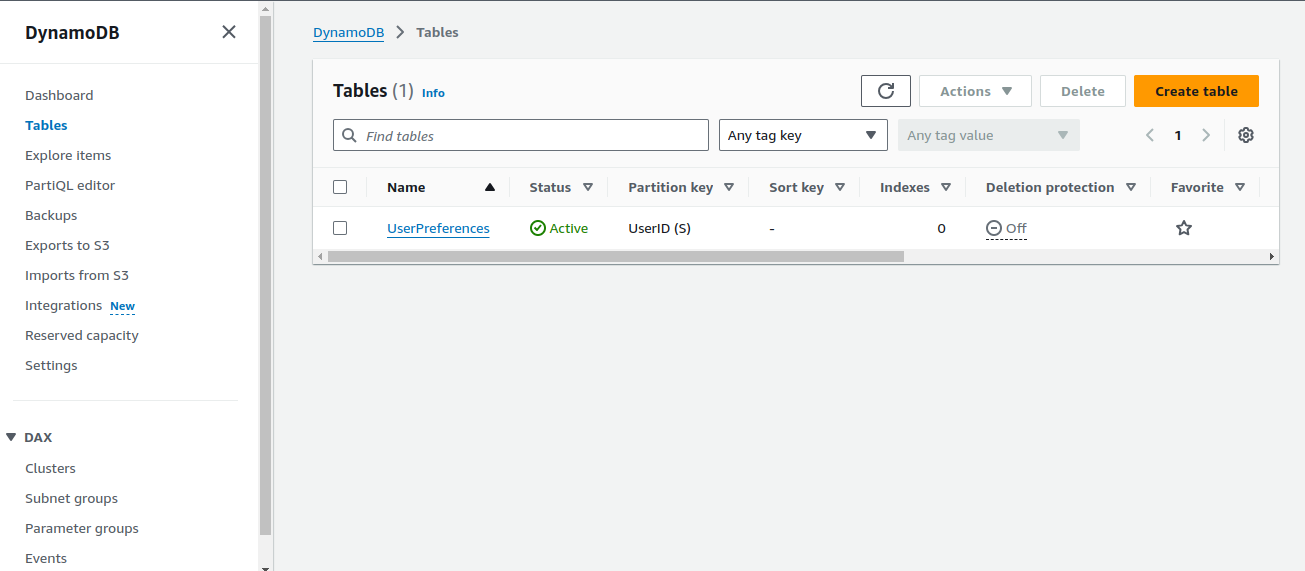 DynamoDB
Dashboard
Tables
Explore items
PartiQL editor
Backups
Exports to S3
Imports from S3
Integrations New
Reserved capacity
Settings
DAX
Clusters
Subnet groups
Parameter groups
Events
DynamoDB Tables
Tables (1) Info
Actions Delete Create table
Find tables Any tag key Any tag value 1
Name Status Partition key Sort key Indexes Deletion protection Favorite
UserPreferences Active UserID (S) - 0 Off